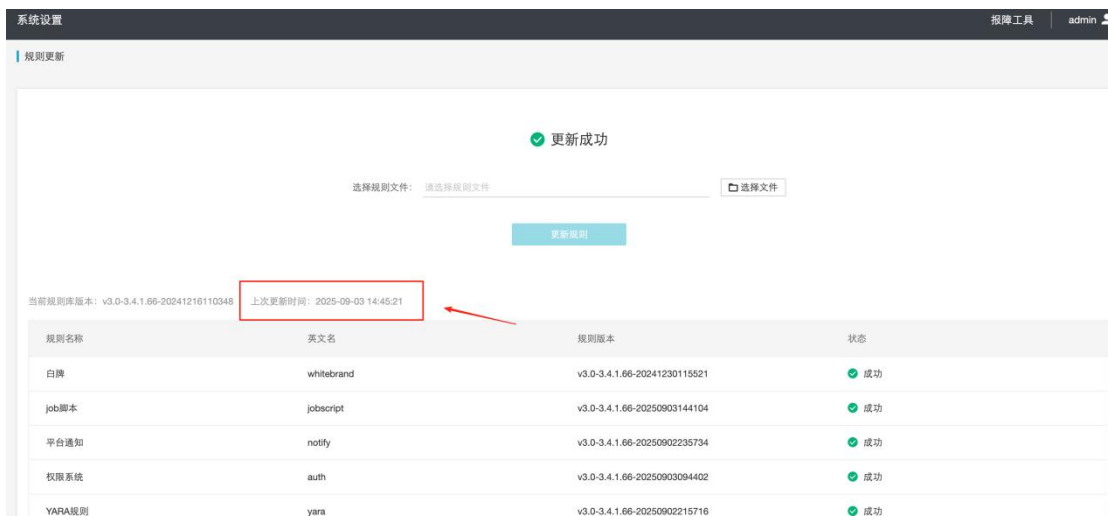 系统设置 报障工具 admin
规则更新
更新成功
选择规则文件: 请选择规则文件 选择文件
更新规则
当前规则库版本: v3.0-3.4.1.66-20241216110348 上次更新时间: 2025-09-03 14:45:21
规则名称 英文名 规则版本 状态
白牌 whitebrand v3.0-3.4.1.66-20241230115521 成功
job脚本 jobscript v3.0-3.4.1.66-20250903144104 成功
平台通知 notify v3.0-3.4.1.66-20250902235734 成功
权限系统 auth v3.0-3.4.1.66-20250903094402 成功
YARA规则 yara v3.0-3.4.1.66-20250902215716 成功